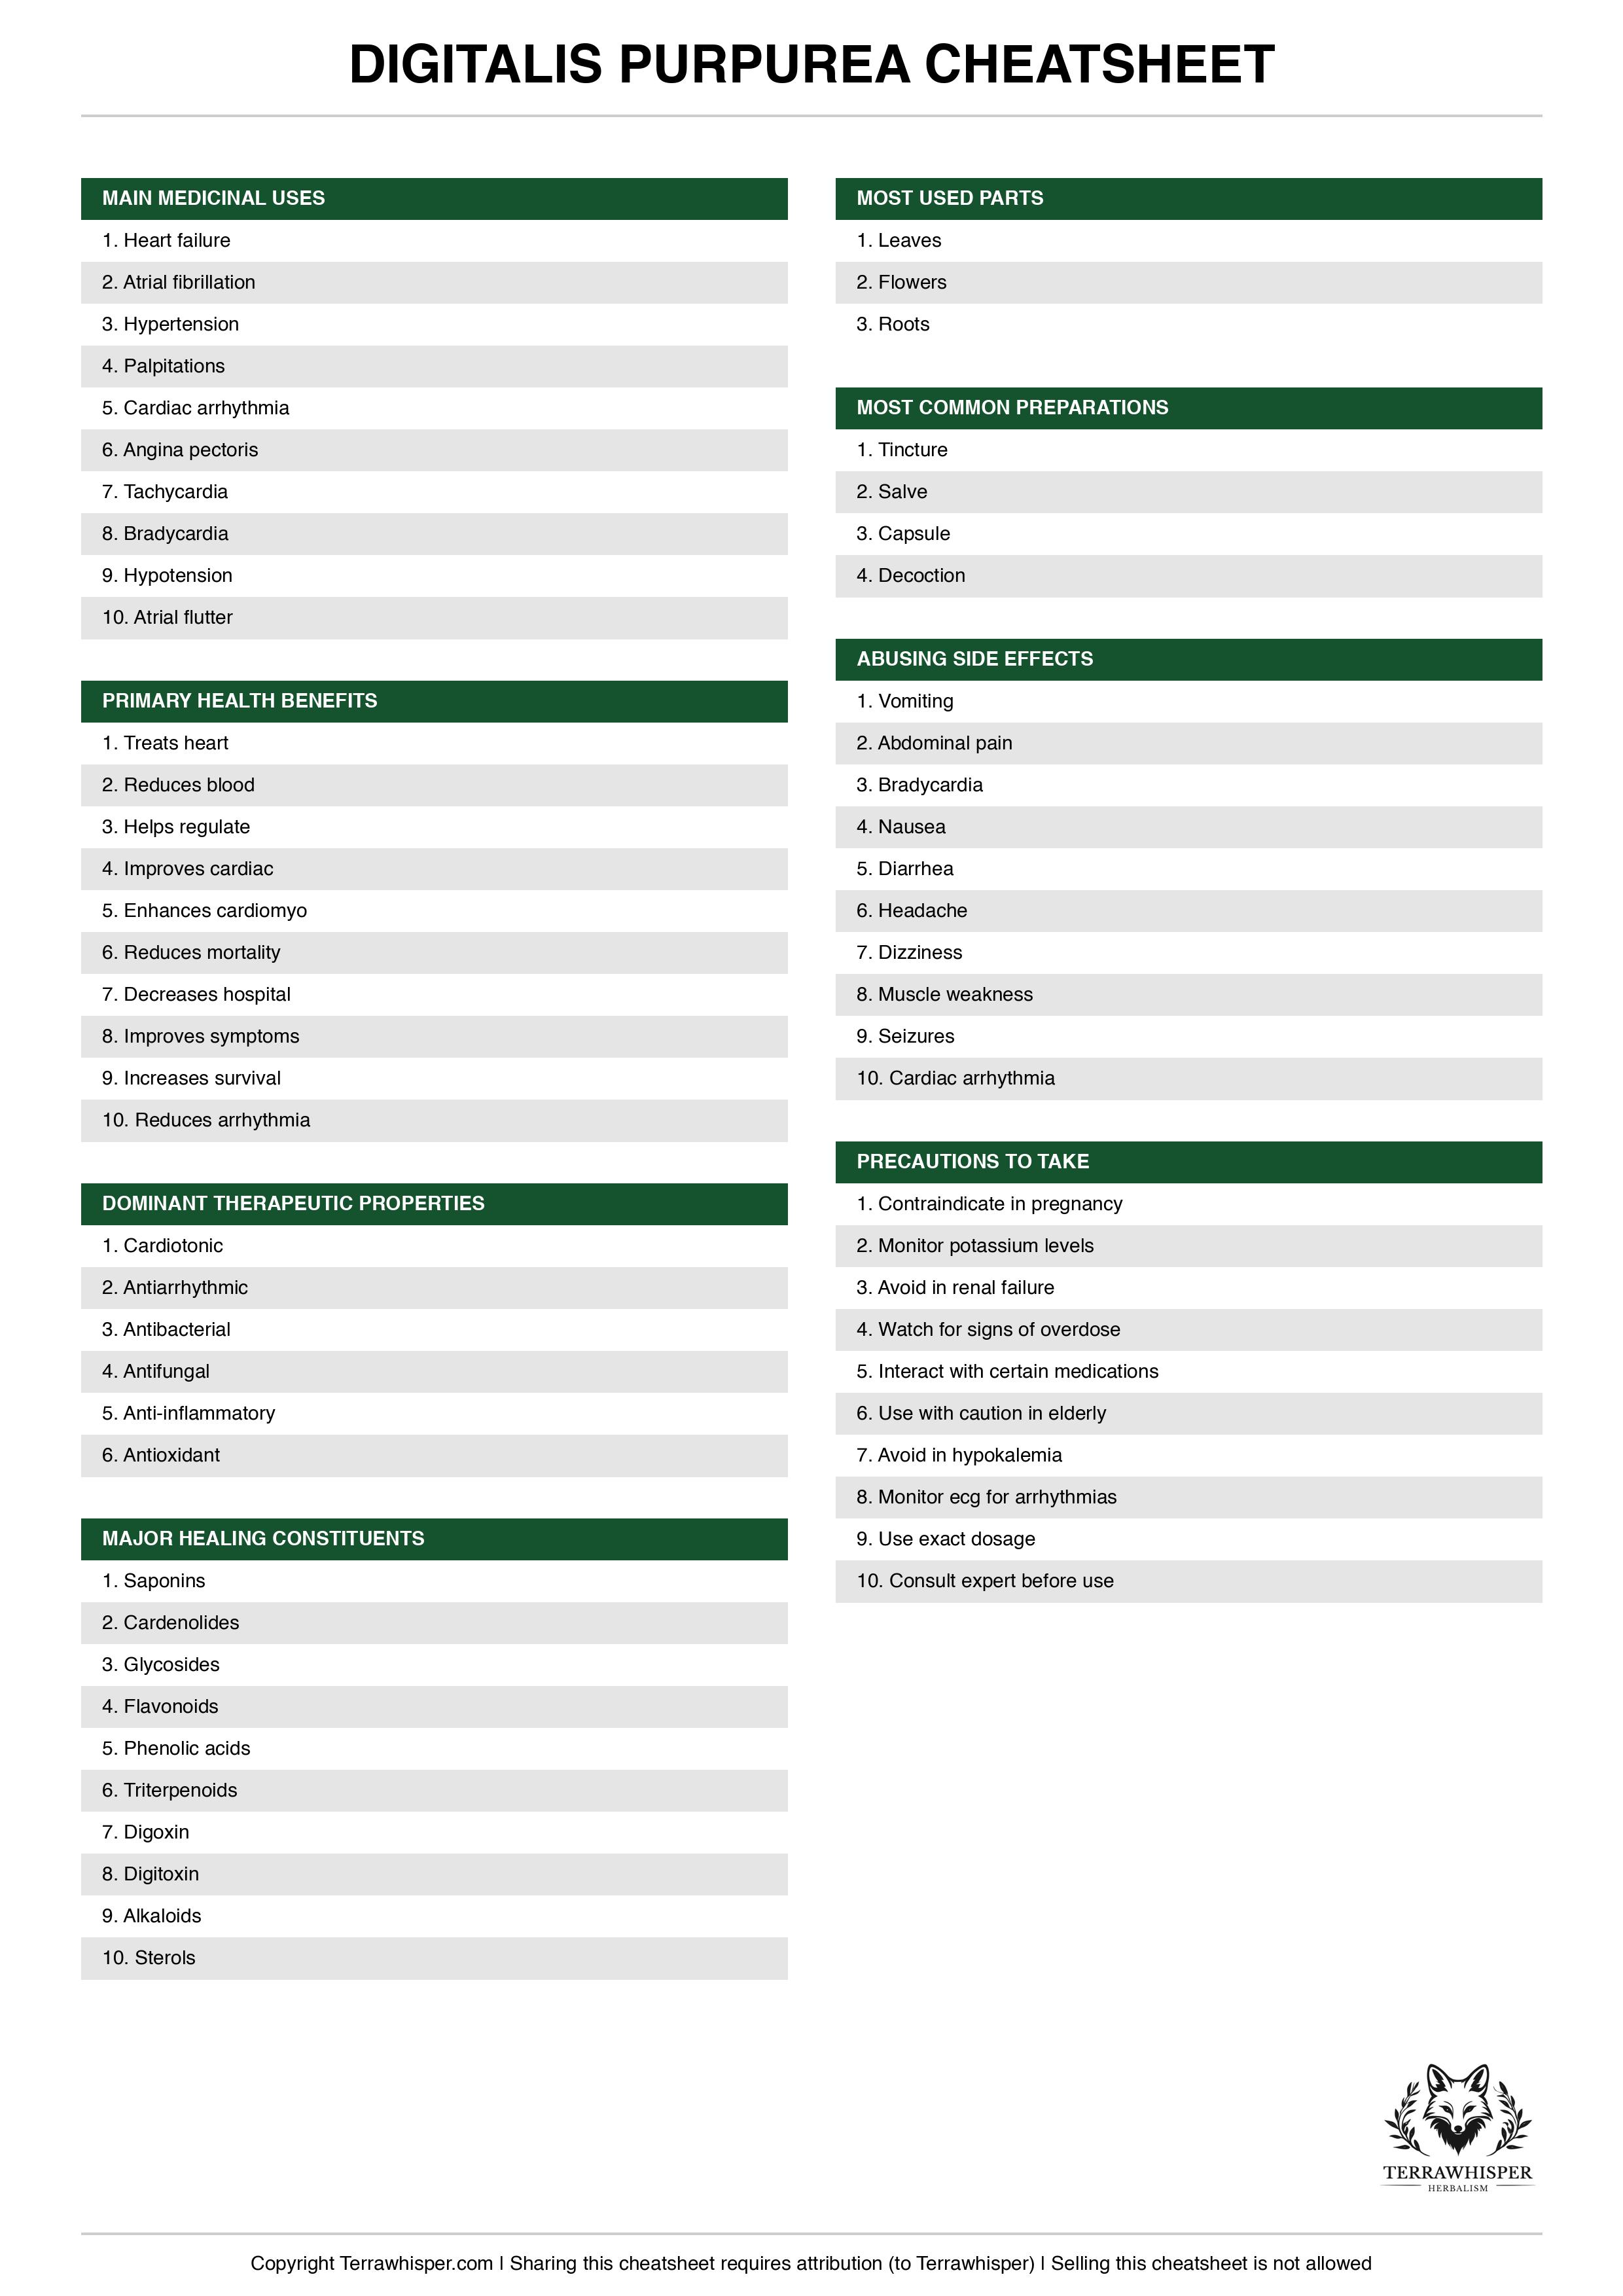 DIGITALIS PURPUREA CHEATSHEET
MAIN MEDICINAL USES
1. Heart failure
2. Atrial fibrillation
3. Hypertension
4. Palpitations
5. Cardiac arrhythmia
6. Angina pectoris
7. Tachycardia
8. Bradycardia
9. Hypotension
10. Atrial flutter
PRIMARY HEALTH BENEFITS
1. Treats heart
2. Reduces blood
3. Helps regulate
4. Improves cardiac
5. Enhances cardiomyo
6. Reduces mortality
7. Decreases hospital
8. Improves symptoms
9. Increases survival
10. Reduces arrhythmia
DOMINANT THERAPEUTIC PROPERTIES
1. Cardiotonic
2. Antiarrhythmic
3. Antibacterial
4. Antifungal
5. Anti-inflammatory
6. Antioxidant
MAJOR HEALING CONSTITUENTS
1. Saponins
2. Cardenolides
3. Glycosides
4. Flavonoids
5. Phenolic acids
6. Triterpenoids
7. Digoxin
8. Digitoxin
9. Alkaloids
10. Sterols
MOST USED PARTS
1. Leaves
2. Flowers
3. Roots
MOST COMMON PREPARATIONS
1. Tincture
2. Salve
3. Capsule
4. Decoction
ABUSING SIDE EFFECTS
1. Vomiting
2. Abdominal pain
3. Bradycardia
4. Nausea
5. Diarrhea
6. Headache
7. Dizziness
8. Muscle weakness
9. Seizures
10. Cardiac arrhythmia
PRECAUTIONS TO TAKE
1. Contraindicate in pregnancy
2. Monitor potassium levels
3. Avoid in renal failure
4. Watch for signs of overdose
5. Interact with certain medications
6. Use with caution in elderly
7. Avoid in hypokalemia
8. Monitor ecg for arrhythmias
9. Use exact dosage
10. Consult expert before use
TERRAWHISPER
HERBALISM
Copyright Terrawhisper.com | Sharing this cheatsheet requires attribution (to Terrawhisper) | Selling this cheatsheet is not allowed